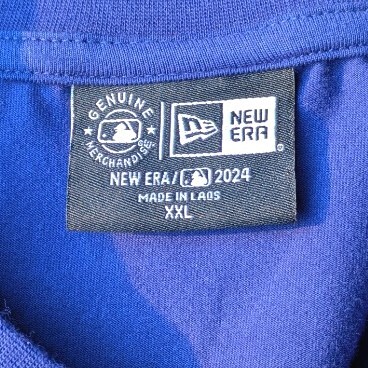 GENUINE
MERCHANDISE
NEW
ERA
NEW ERA/ 2024
MADE IN LAOS
XXL